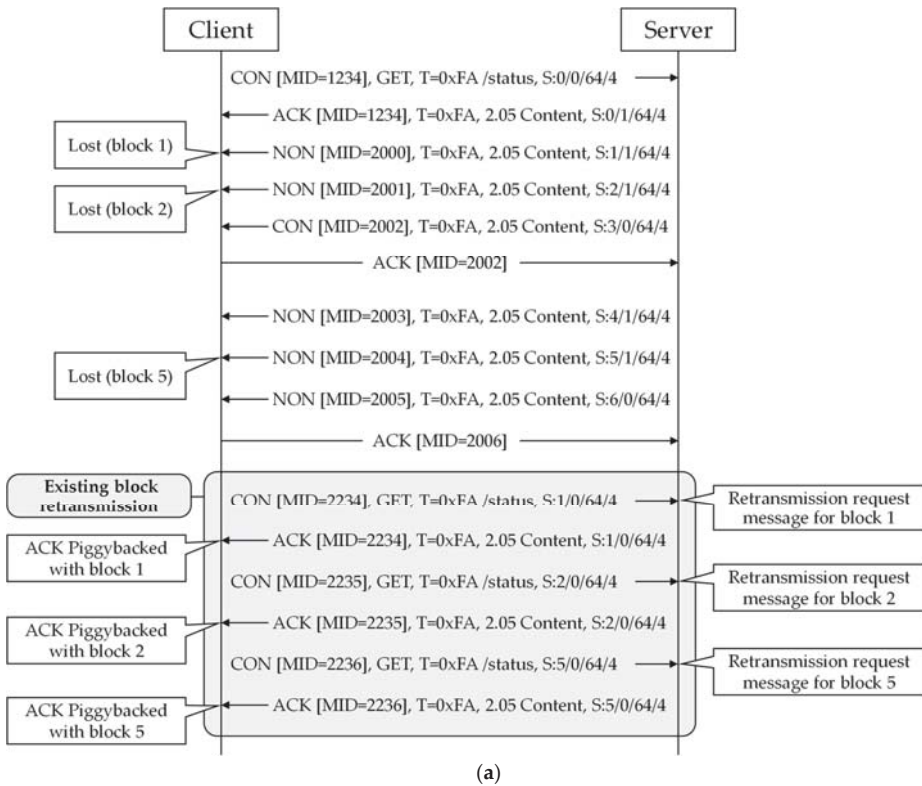 Client
Server
CON [MID=1234], GET, T=0xFA /status, S:0/0/64/4
ACK [MID=1234], T=0xFA, 2.05 Content, S:0/1/64/4
Lost (block 1)
NON [MID=2000], T=0xFA, 2.05 Content, S:1/1/64/4
Lost (block 2)
NON [MID=2001], T=0xFA, 2.05 Content, S:2/1/64/4
CON [MID=2002], T=0xFA, 2.05 Content, S:3/0/64/4
ACK [MID=2002]
NON [MID=2003], T=0xFA, 2.05 Content, S:4/1/64/4
Lost (block 5)
NON [MID=2004], T=0xFA, 2.05 Content, S:5/1/64/4
NON [MID=2005], T=0xFA, 2.05 Content, S:6/0/64/4
ACK [MID=2006]
Existing block
retransmission
CON [MID=2234], GET, T=0xFA /status, S:1/0/64/4
Retransmission request
message for block 1
ACK Piggybacked
with block 1
ACK [MID=2234], T=0xFA, 2.05 Content, S:1/0/64/4
CON [MID=2235], GET, T=0xFA /status, S:2/0/64/4
Retransmission request
message for block 2
ACK Piggybacked
with block 2
ACK [MID=2235], T=0xFA, 2.05 Content, S:2/0/64/4
CON [MID=2236], GET, T=0xFA /status, S:5/0/64/4
Retransmission request
message for block 5
ACK Piggybacked
with block 5
ACK [MID=2236], T=0xFA, 2.05 Content, S:5/0/64/4
(a)